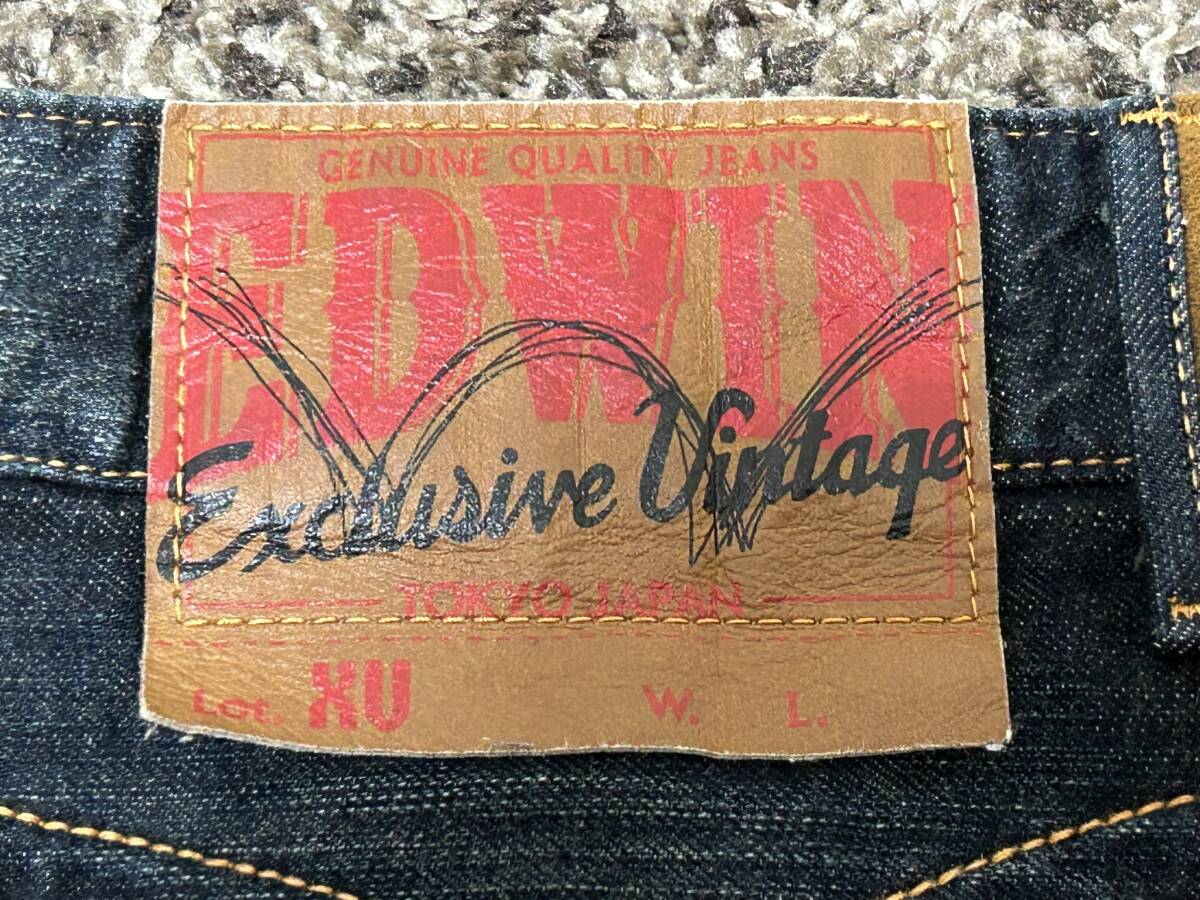 GENUINE QUALITY JEANS
EDWIN
Exclusive Vintage
TOKYO JAPAN
Lot. XU W. L.